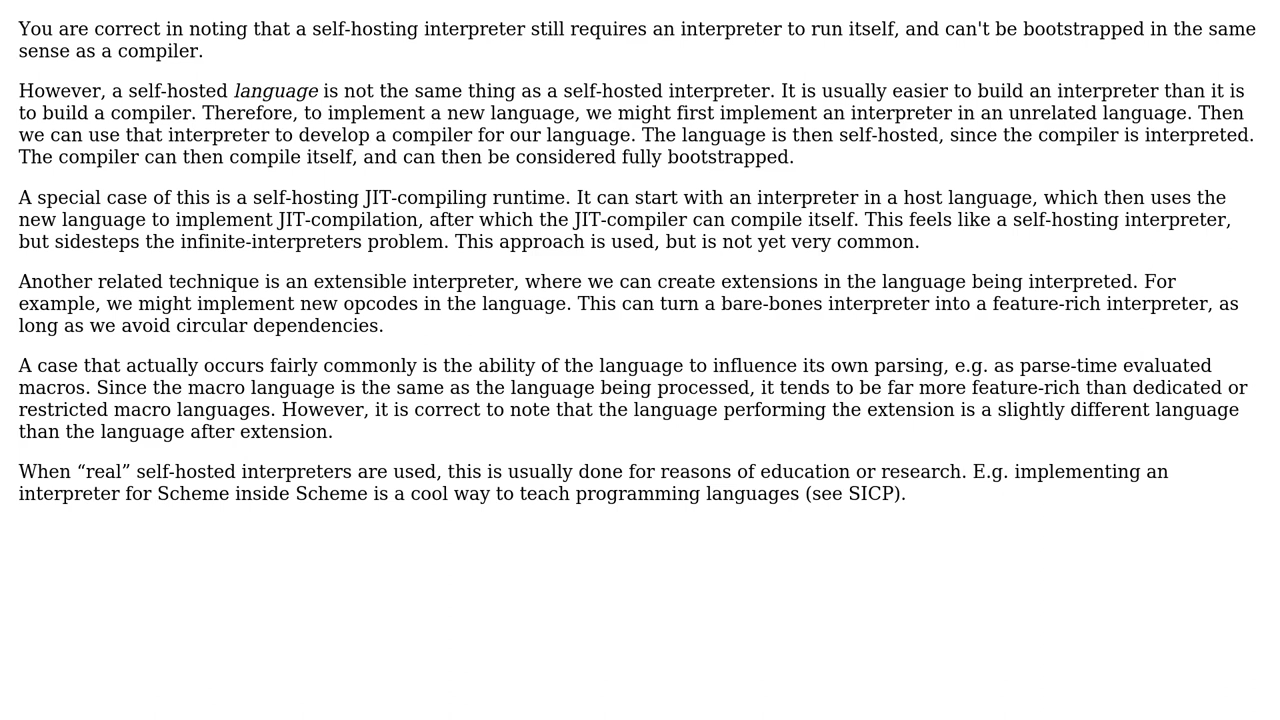 You are correct in noting that a self-hosting interpreter still requires an interpreter to run itself, and can't be bootstrapped in the same
sense as a compiler.
However, a self-hosted language is not the same thing as a self-hosted interpreter. It is usually easier to build an interpreter than it is
to build a compiler. Therefore, to implement a new language, we might first implement an interpreter in an unrelated language. Then
we can use that interpreter to develop a compiler for our language. The language is then self-hosted, since the compiler is interpreted.
The compiler can then compile itself, and can then be considered fully bootstrapped.
A special case of this is a self-hosting JIT-compiling runtime. It can start with an interpreter in a host language, which then uses the
new language to implement JIT-compilation, after which the JIT-compiler can compile itself. This feels like a self-hosting interpreter,
but sidesteps the infinite-interpreters problem. This approach is used, but is not yet very common.
Another related technique is an extensible interpreter, where we can create extensions in the language being interpreted. For
example, we might implement new opcodes in the language. This can turn a bare-bones interpreter into a feature-rich interpreter, as
long as we avoid circular dependencies.
A case that actually occurs fairly commonly is the ability of the language to influence its own parsing, e.g. as parse-time evaluated
macros. Since the macro language is the same as the language being processed, it tends to be far more feature-rich than dedicated or
restricted macro languages. However, it is correct to note that the language performing the extension is a slightly different language
than the language after extension.
When “real” self-hosted interpreters are used, this is usually done for reasons of education or research. E.g. implementing an
interpreter for Scheme inside Scheme is a cool way to teach programming languages (see SICP).